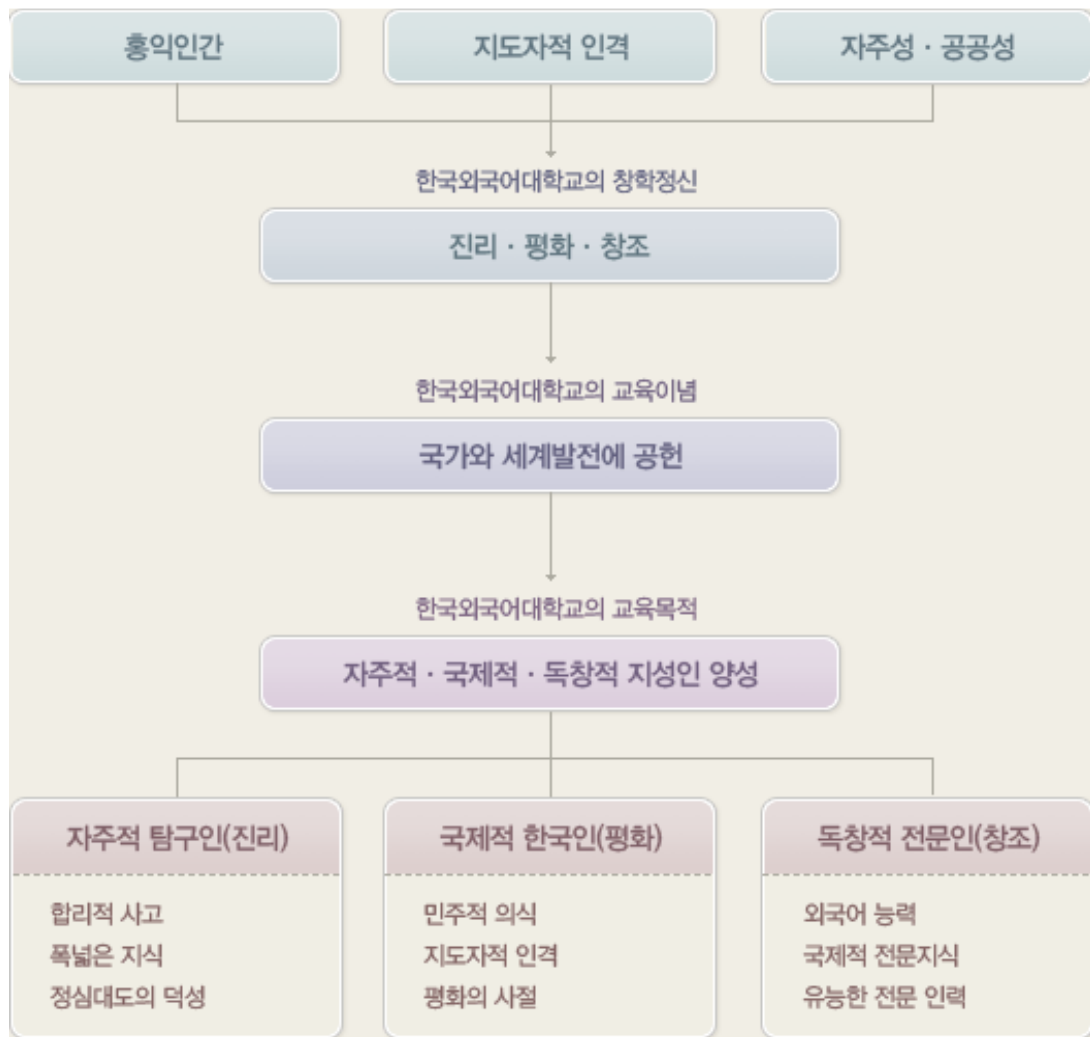 홍익인간
지도자적 인격
자주성 · 공공성
한국외국어대학교의 창학정신
진리 · 평화 · 창조
한국외국어대학교의 교육이념
국가와 세계발전에 공헌
한국외국어대학교의 교육목적
자주적 · 국제적 · 독창적 지성인 양성
자주적 탐구인(진리)
합리적 사고
폭넓은 지식
정심대도의 덕성
국제적 한국인(평화)
민주적 의식
지도자적 인격
평화의 사절
독창적 전문인(창조)
외국어 능력
국제적 전문지식
유능한 전문 인력